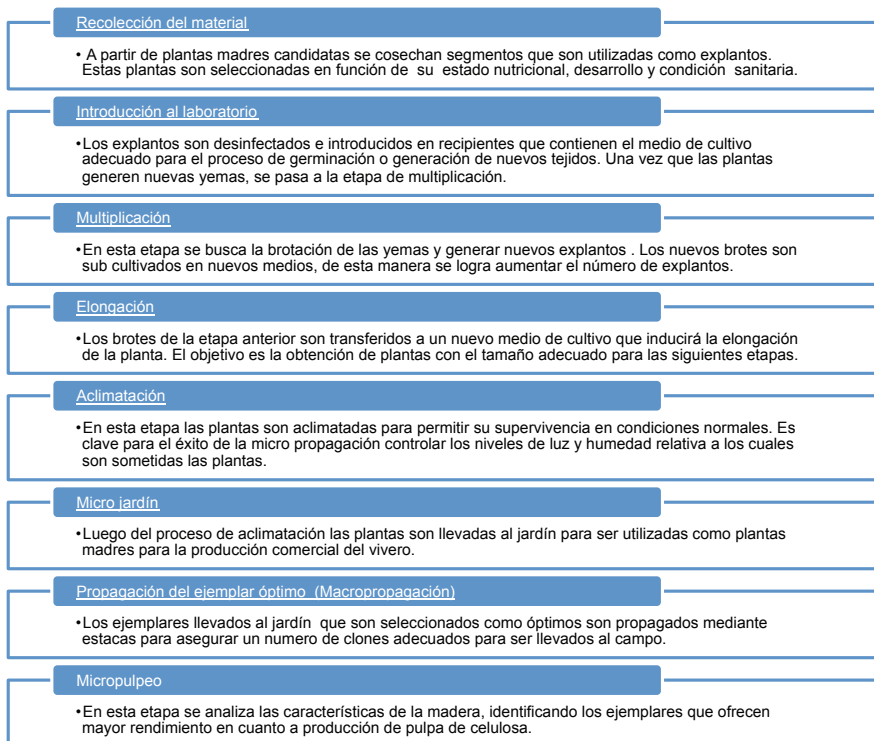 Recolección del material
• A partir de plantas madres candidatas se cosechan segmentos que son utilizadas como explantos.
Estas plantas son seleccionadas en función de su estado nutricional, desarrollo y condición sanitaria.
Introducción al laboratorio
•Los explantos son desinfectados e introducidos en recipientes que contienen el medio de cultivo
adecuado para el proceso de germinación o generación de nuevos tejidos. Una vez que las plantas
generen nuevas yemas, se pasa a la etapa de multiplicación.
Multiplicación
•En esta etapa se busca la brotación de las yemas y generar nuevos explantos . Los nuevos brotes son
sub cultivados en nuevos medios, de esta manera se logra aumentar el número de explantos.
Elongación
•Los brotes de la etapa anterior son transferidos a un nuevo medio de cultivo que inducirá la elongación
de la planta. El objetivo es la obtención de plantas con el tamaño adecuado para las siguientes etapas.
Aclimatación
•En esta etapa las plantas son aclimatadas para permitir su supervivencia en condiciones normales. Es
clave para el éxito de la micro propagación controlar los niveles de luz y humedad relativa a los cuales
son sometidas las plantas.
Micro jardín
•Luego del proceso de aclimatación las plantas son llevadas al jardín para ser utilizadas como plantas
madres para la producción comercial del vivero.
Propagación del ejemplar óptimo (Macropropagación)
•Los ejemplares llevados al jardín que son seleccionados como óptimos son propagados mediante
estacas para asegurar un numero de clones adecuados para ser llevados al campo.
Micropulpeo
•En esta etapa se analiza las características de la madera, identificando los ejemplares que ofrecen
mayor rendimiento en cuanto a producción de pulpa de celulosa.